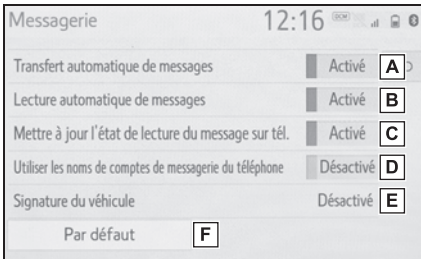 Messagerie 12:16 DCM
Transfert automatique de messages Activé A
Lecture automatique de messages Activé B
Mettre à jour l'état de lecture du message sur tél. Activé C
Utiliser les noms de comptes de messagerie du téléphone Désactivé D
Signature du véhicule Désactivé E
Par défaut F